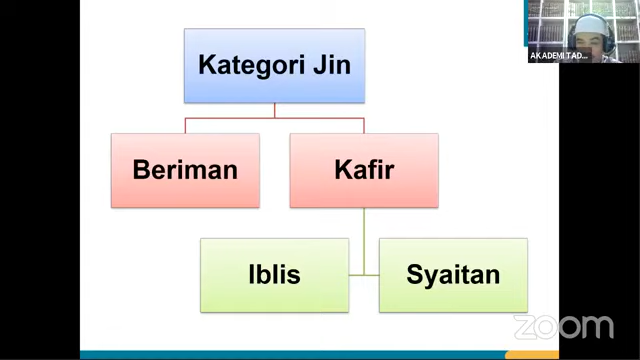 Kategori Jin
AKADEMI TAD...
Beriman
Kafir
Iblis
Syaitan
zoom